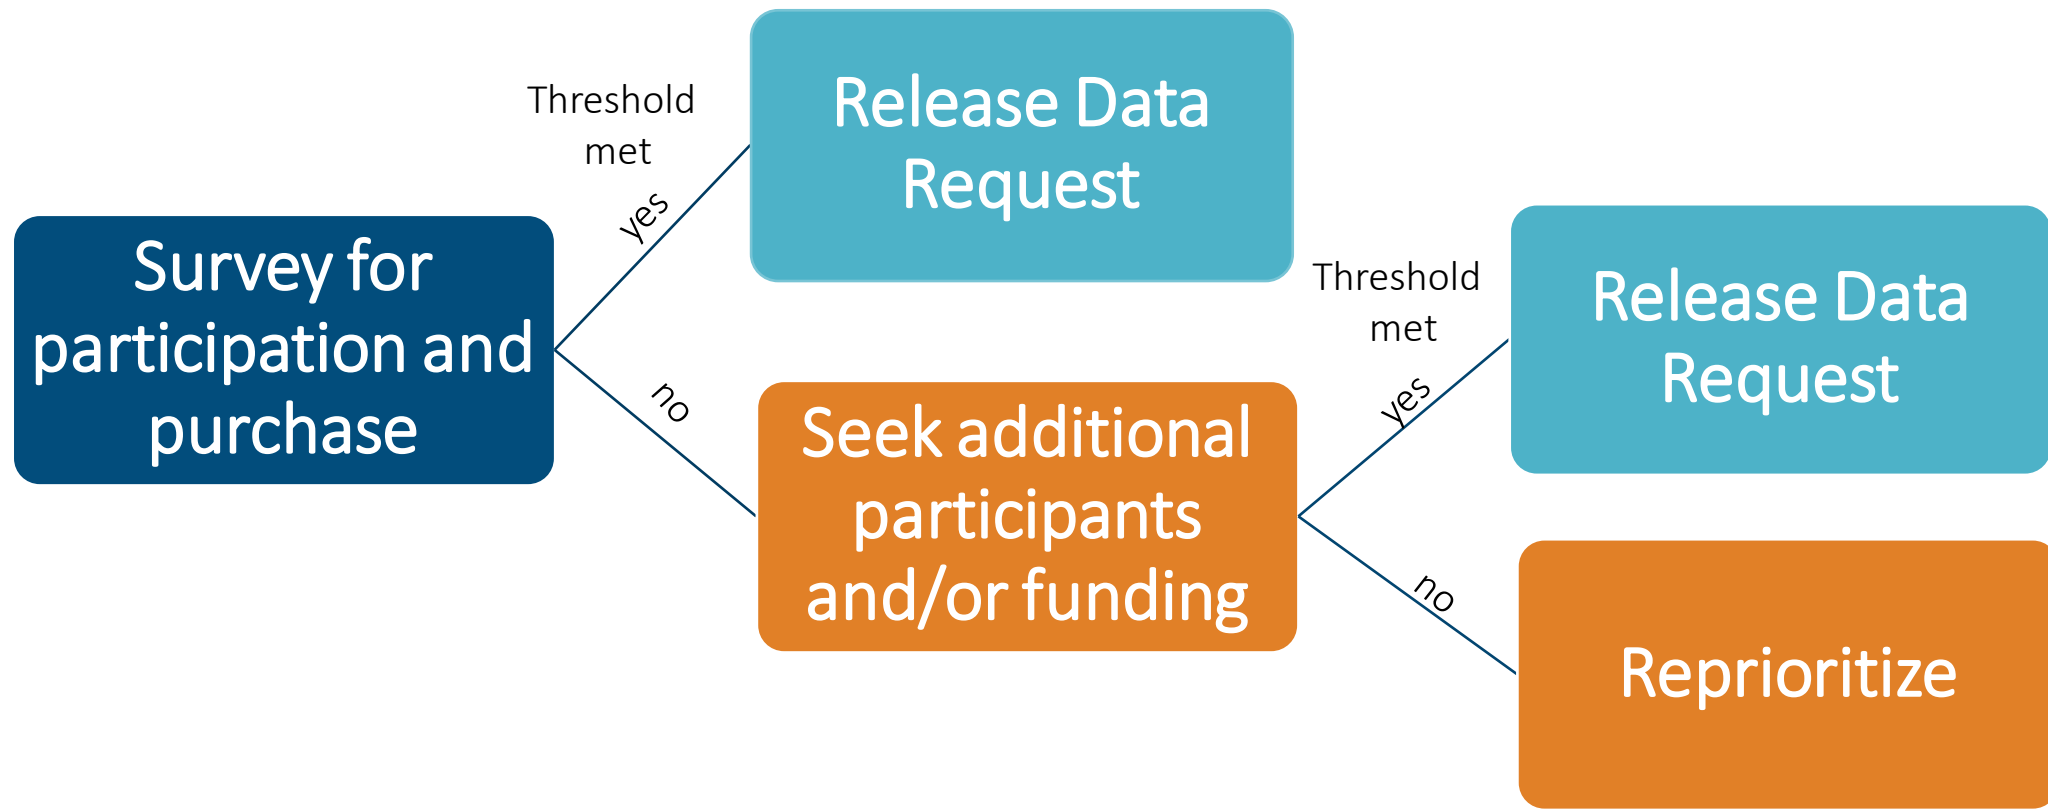 Survey for
participation and
purchase
Threshold
met
yes
no
Release Data
Request
Seek additional
participants
and/or funding
Threshold
met
yes
no
Release Data
Request
Reprioritize